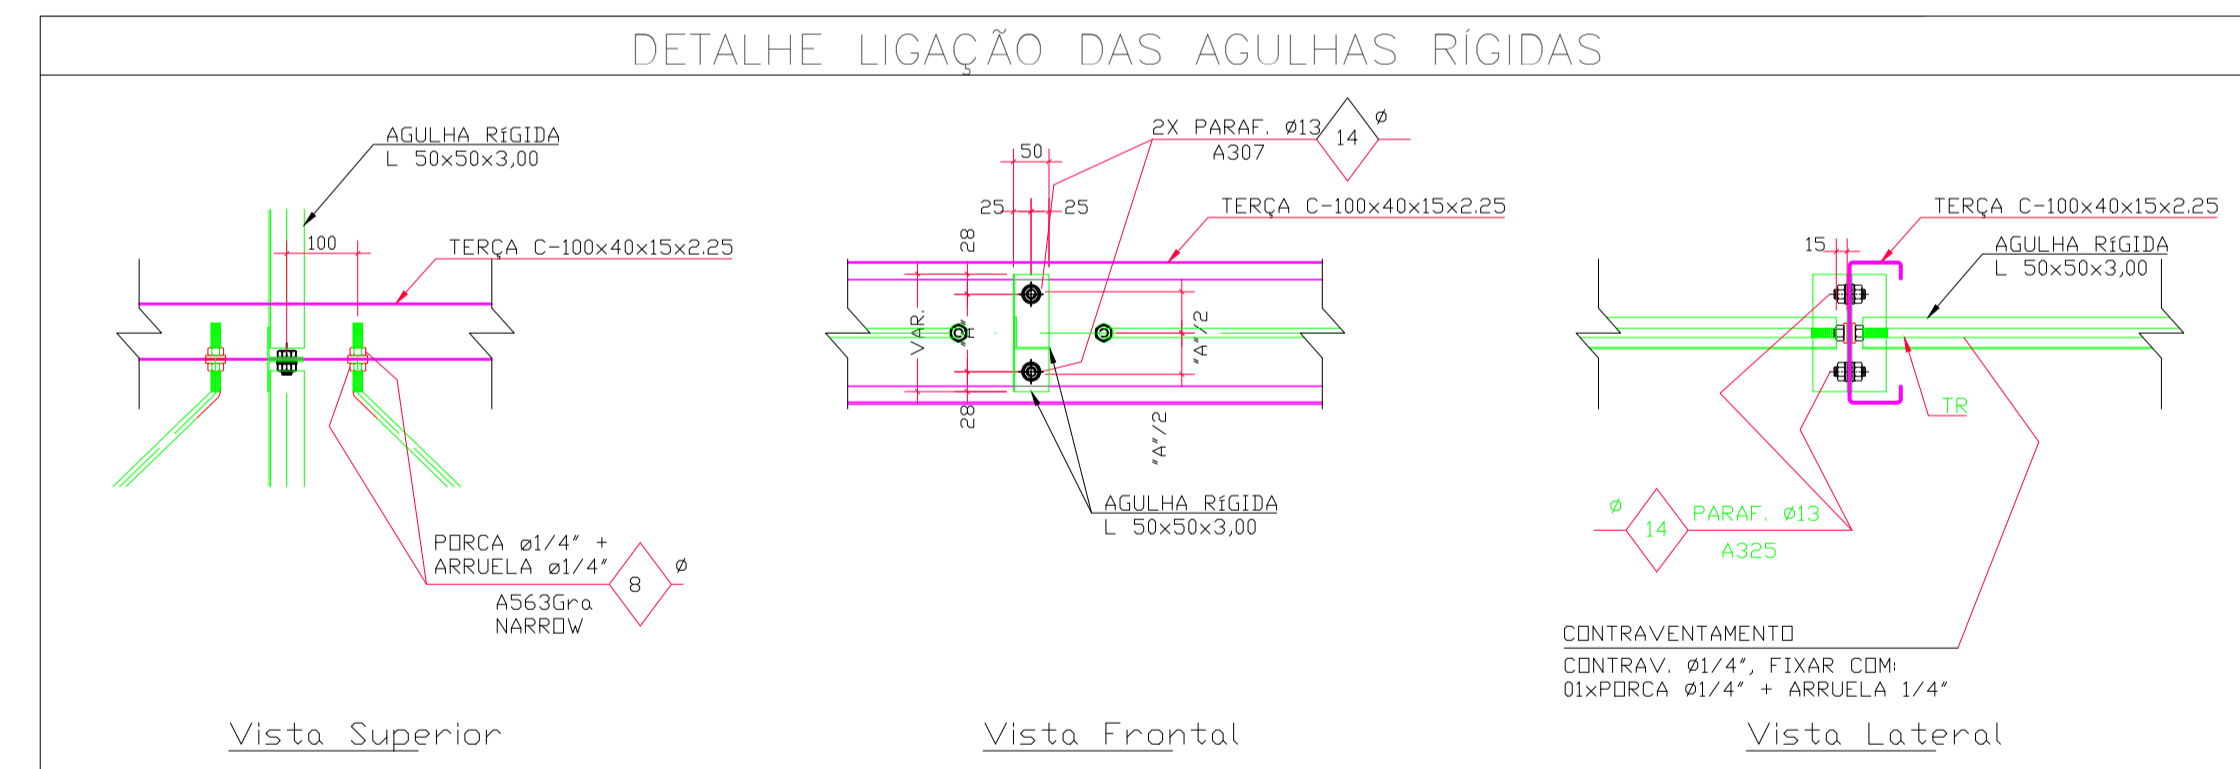 DETALHE LIGAÇÃO DAS AGULHAS RÍGIDAS
AGULHA RíGIDA
L 50x50x3,00
100
TERÇA C-100x40x15x2.25
PORCA ø1/4" +
ARRUELA ø1/4"
8
ø
A563Gra
NARROW
Vista Superior
2X PARAF. Ø13
A307
14
ø
50
25
25
28
TERÇA C-100x40x15x2.25
VAR.
"A"
"A"/2
28
"A"/2
AGULHA RíGIDA
L 50x50x3,00
Vista Frontal
TERÇA C-100x40x15x2.25
15
AGULHA RíGIDA
L 50x50x3,00
TR
ø
14
PARAF. Ø13
A325
CONTRAVENTAMENTO
CONTRAV. Ø1/4", FIXAR COM:
01xPORCA Ø1/4" + ARRUELA 1/4"
Vista Lateral